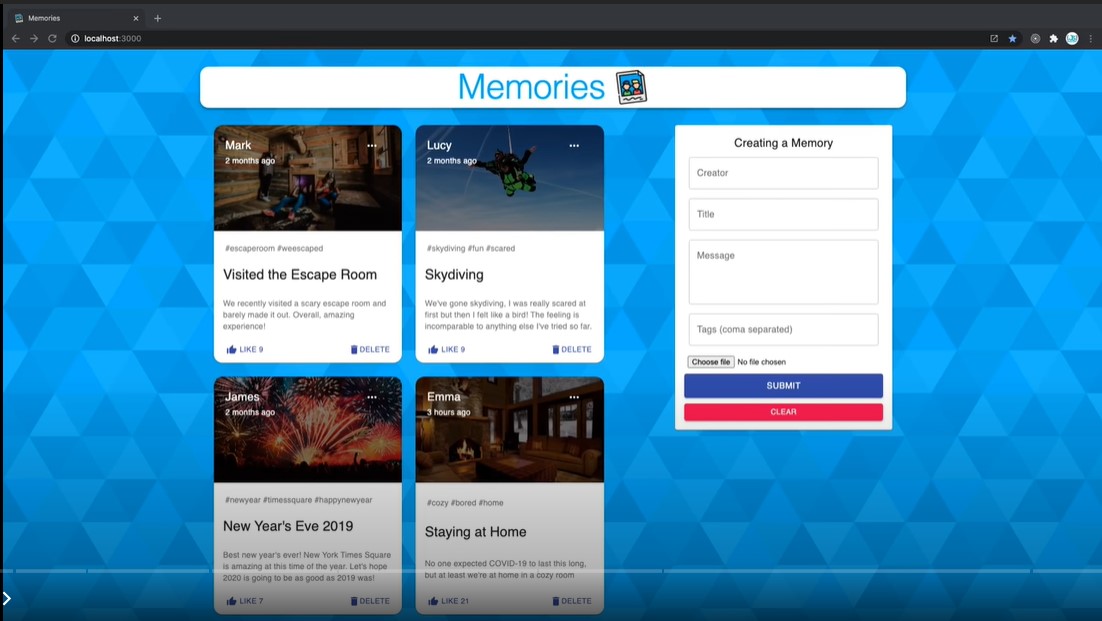 Memories
localhost:3000
Memories
Mark
2 months ago
#escaperoom #weescaped
Visited the Escape Room
We recently visited a scary escape room and
barely made it out. Overall, amazing
experience!
LIKE 9
DELETE
Lucy
2 months ago
#skydiving #fun #scared
Skydiving
We've gone skydiving, I was really scared at
first but then I felt like a bird! The feeling is
incomparable to anything else I've tried so far.
LIKE 9
DELETE
James
2 months ago
#newyear #timessquare #happynewyear
New Year's Eve 2019
Best new year's ever! New York Times Square
is amazing at this time of the year. Let's hope
2020 is going to be as good as 2019 was!
LIKE 7
DELETE
Emma
3 hours ago
#cozy #bored #home
Staying at Home
No one expected COVID-19 to last this long,
but at least we're at home in a cozy room
LIKE 21
DELETE
Creating a Memory
Creator
Title
Message
Tags (coma separated)
Choose file No file chosen
SUBMIT
CLEAR